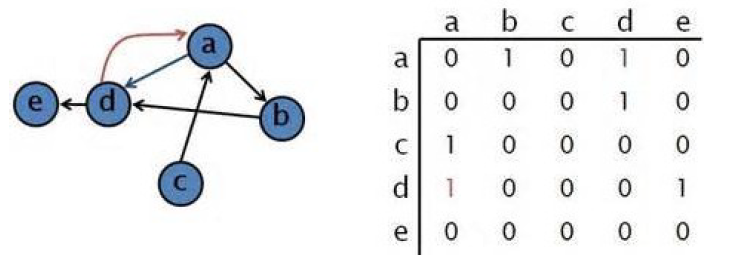 a
e
d
b
c
a b c d e
a 0 1 0 1 0
b 0 0 0 1 0
c 1 0 0 0 0
d 1 0 0 0 1
e 0 0 0 0 0